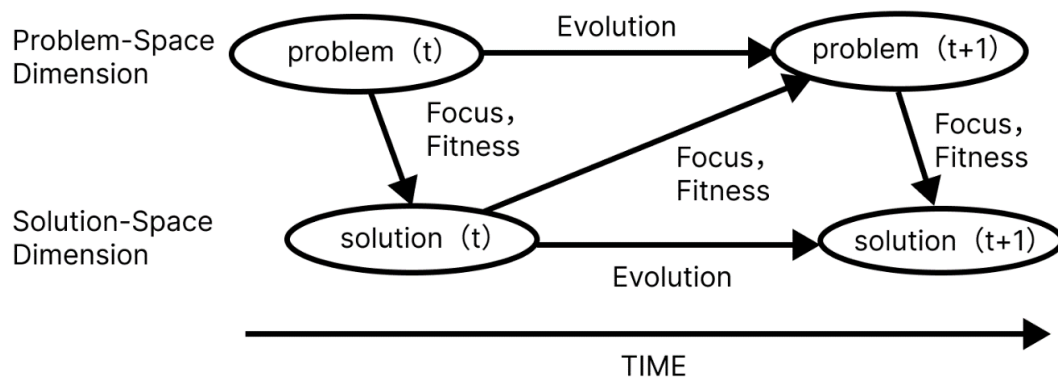 Problem-Space
Dimension
problem（t）
Evolution
problem（t+1）
Focus，
Fitness
Focus，
Fitness
Focus，
Fitness
Solution-Space
Dimension
solution（t）
Evolution
solution（t+1）
TIME